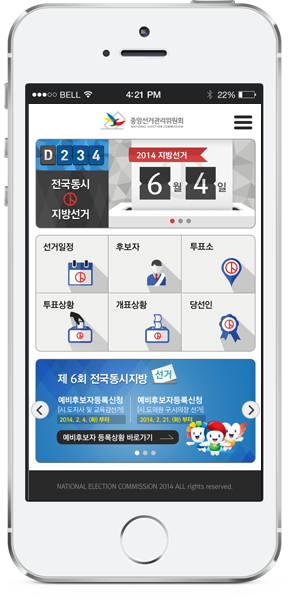 BELL 4:21 PM 22%
중앙선거관리위원회
NATIONAL ELECTION COMMISSION
D 2 3 4
전국동시
지방선거
2014 지방선거
6 월 4 일
선거일정 후보자 투표소
투표상황 개표상황 당선인
제 6회 전국동시지방 선거
예비후보자등록신청 예비후보자등록신청
[시.도지사 및 교육감선거] [시.도의원 구시의장 선거]
2014. 2. 4. (화) 부터 2014. 2. 21. (화) 부터
예비후보자 등록상황 바로가기
NATIONAL ELECTION COMMISSION 2014 ALL rights reserved.